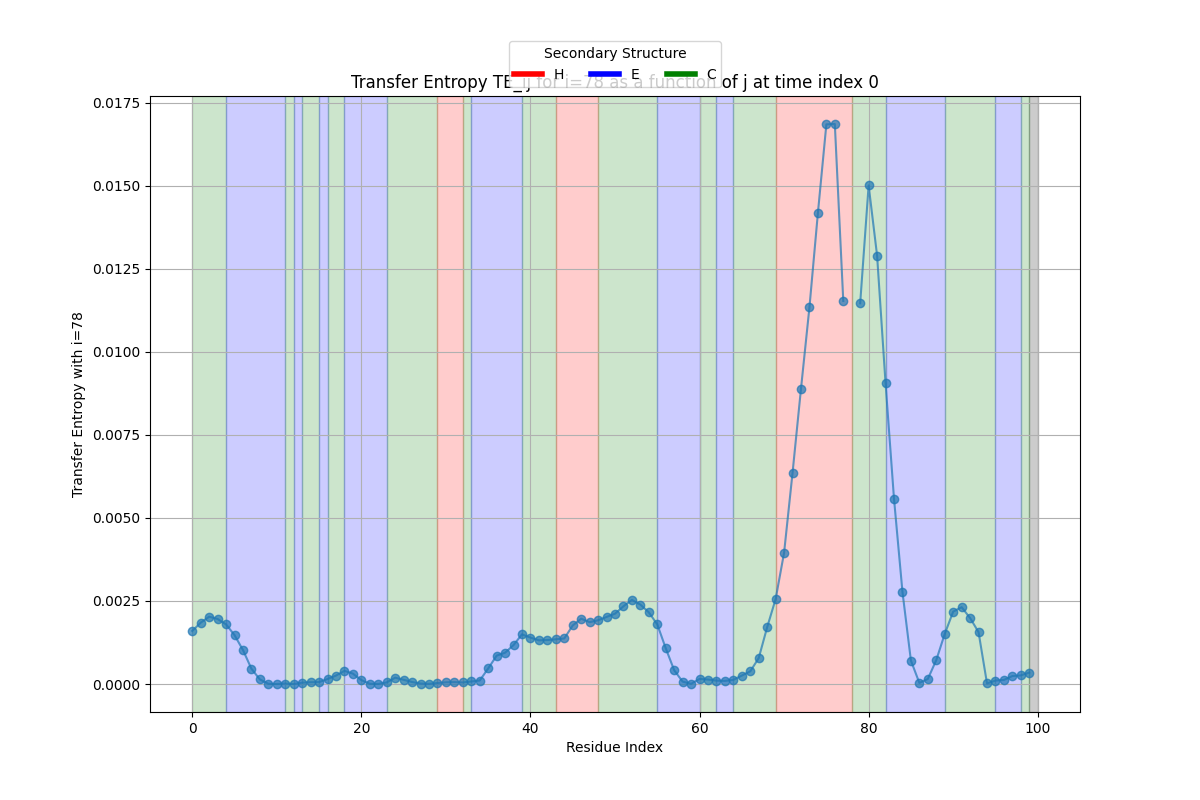 Secondary Structure
H E C
Transfer Entropy TE_ij for i=78 as a function of j at time index 0
0.0175
0.0150
0.0125
0.0100
0.0075
0.0050
0.0025
0.0000
Transfer Entropy with i=78
0 20 40 60 80 100
Residue Index